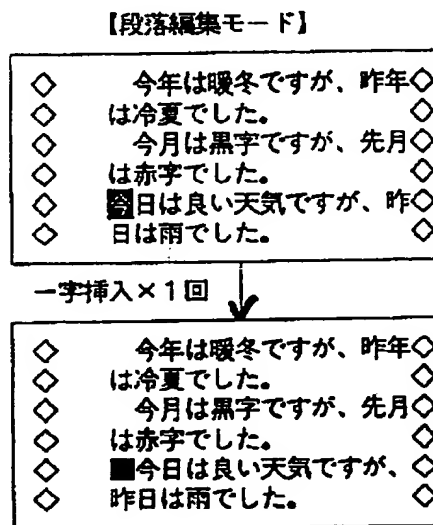 【段落編集モード】
◇　今年は暖冬ですが、昨年◇
◇は冷夏でした。◇
◇　今月は黒字ですが、先月◇
◇は赤字でした。◇
◇今日は良い天気ですが、昨◇
◇日は雨でした。◇
一字挿入×1回
◇　今年は暖冬ですが、昨年◇
◇は冷夏でした。◇
◇　今月は黒字ですが、先月◇
◇は赤字でした。◇
◇■今日は良い天気ですが、◇
◇昨日は雨でした。◇